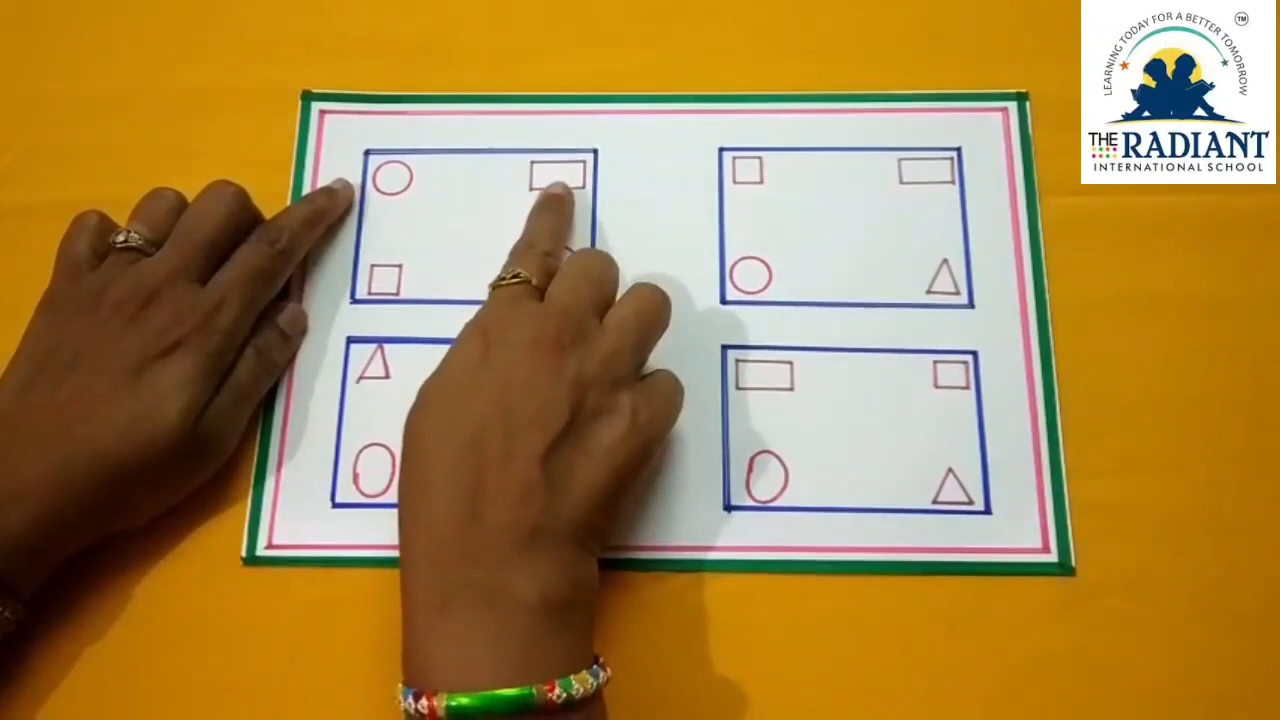 LEARNING TODAY FOR A BETTER TOMORROW
TM
THE RADIANT
INTERNATIONAL SCHOOL